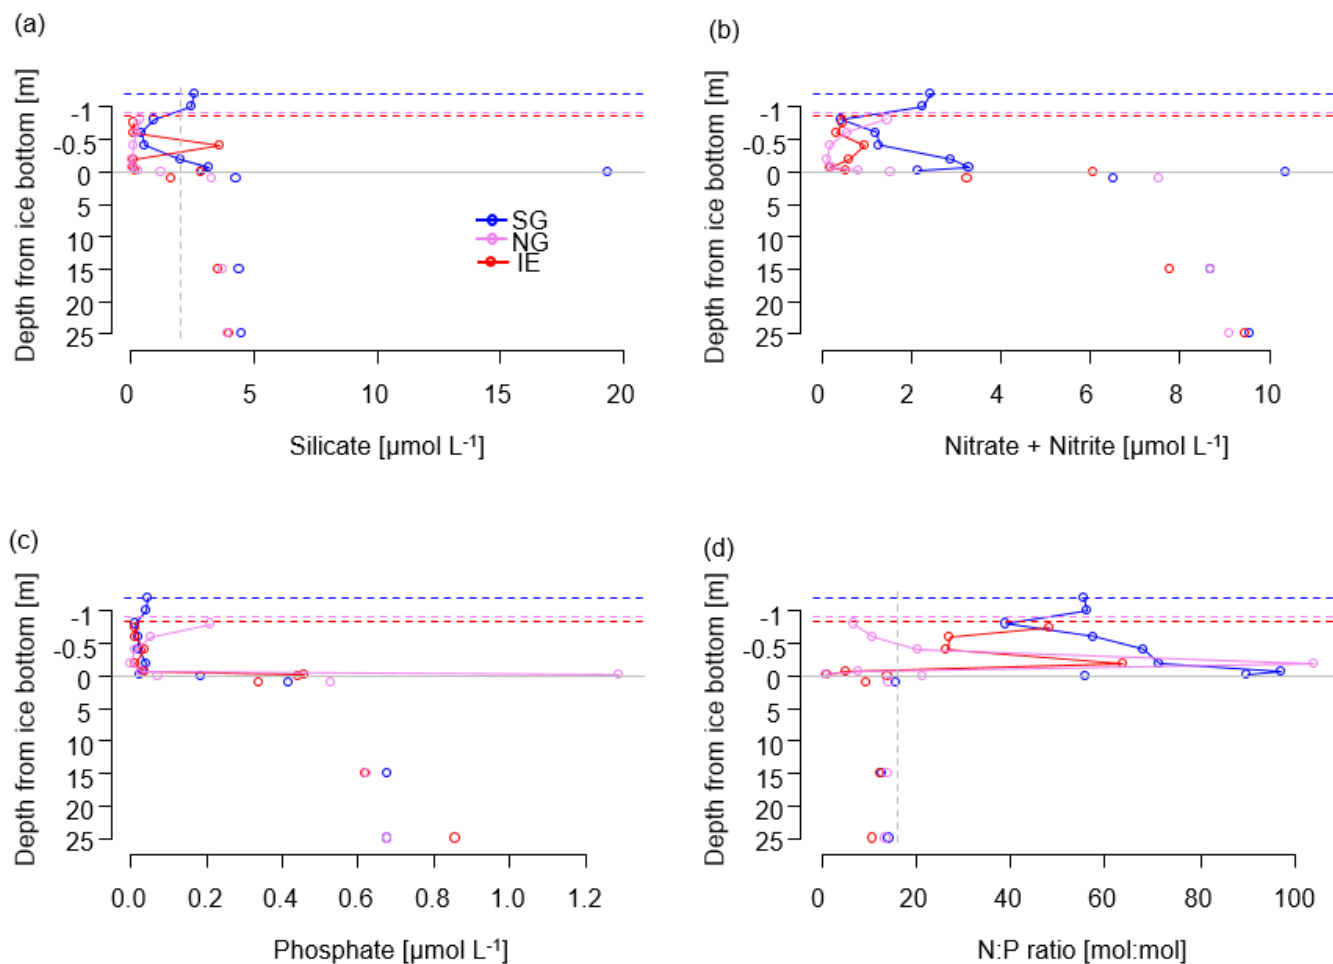 (a)
Depth from ice bottom [m]
-1
-0.5
0
5
10
15
20
25
0 5 10 15 20
Silicate [µmol L-1]
SG
NG
IE
(b)
Depth from ice bottom [m]
-1
-0.5
0
5
10
15
20
25
0 2 4 6 8 10
Nitrate + Nitrite [µmol L-1]
(c)
Depth from ice bottom [m]
-1
-0.5
0
5
10
15
20
25
0.0 0.2 0.4 0.6 0.8 1.0 1.2
Phosphate [µmol L-1]
(d)
Depth from ice bottom [m]
-1
-0.5
0
5
10
15
20
25
0 20 40 60 80 100
N:P ratio [mol:mol]